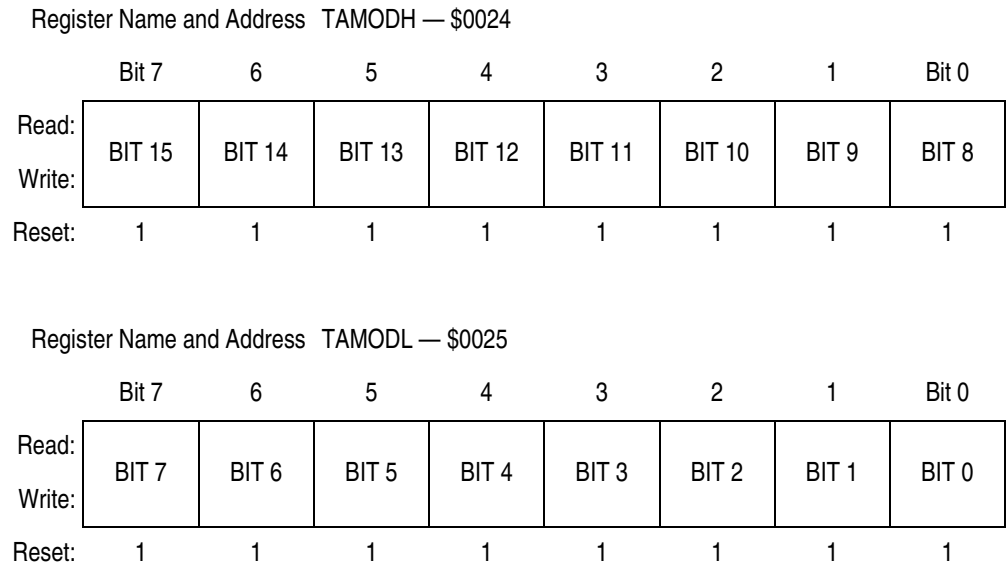 Register Name and Address TAMODH — $0024
Bit 7 6 5 4 3 2 1 Bit 0
Read:
BIT 15 BIT 14 BIT 13 BIT 12 BIT 11 BIT 10 BIT 9 BIT 8
Write:
Reset: 1 1 1 1 1 1 1 1
Register Name and Address TAMODL — $0025
Bit 7 6 5 4 3 2 1 Bit 0
Read:
BIT 7 BIT 6 BIT 5 BIT 4 BIT 3 BIT 2 BIT 1 BIT 0
Write:
Reset: 1 1 1 1 1 1 1 1